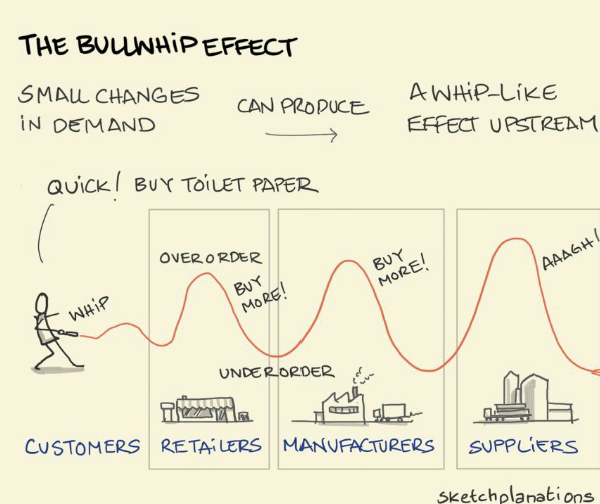 THE BULLWHIP EFFECT
SMALL CHANGES
IN DEMAND
CAN PRODUCE
A WHIP-LIKE
EFFECT UPSTREAM
QUICK! BUY TOILET PAPER
WHIP
OVERORDER
BUY
MORE!
UNDERORDER
BUY
MORE!
AAAGH!
CUSTOMERS
RETAILERS
MANUFACTURERS
SUPPLIERS
sketchplanations